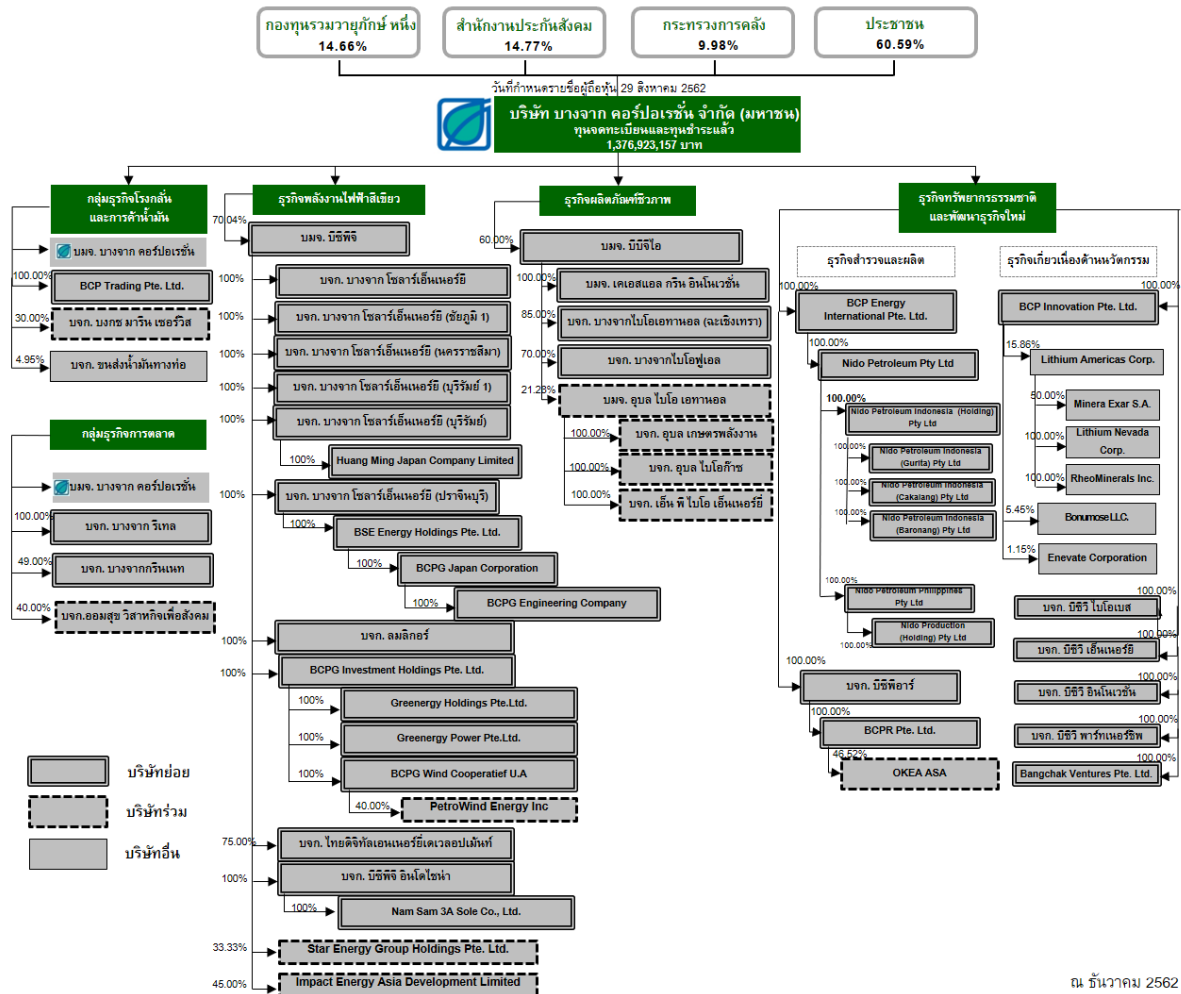 กองทุนรวมวายุภักษ์ หนึ่ง
14.66%
สำนักงานประกันสังคม
14.77%
กระทรวงการคลัง
9.98%
ประชาชน
60.59%
วันที่กำหนดรายชื่อผู้ถือหุ้น 29 สิงหาคม 2562
บริษัท บางจาก คอร์ปอเรชั่น จำกัด (มหาชน)
ทุนจดทะเบียนและทุนชำระแล้ว
1,376,923,157 บาท
กลุ่มธุรกิจโรงกลั่น
และการค้าน้ำมัน
บมจ. บางจาก คอร์ปอเรชั่น
100.00%
BCP Trading Pte. Ltd.
30.00%
บจก. บงกช มารีน เซอร์วิส
4.95%
บจก. ขนส่งน้ำมันทางท่อ
กลุ่มธุรกิจการตลาด
บมจ. บางจาก คอร์ปอเรชั่น
100.00%
บจก. บางจาก รีเทล
49.00%
บจก. บางจากกรีนเนท
40.00%
บจก.ออมสุข วิสาหกิจเพื่อสังคม
บริษัทย่อย
บริษัทร่วม
บริษัทอื่น
ธุรกิจพลังงานไฟฟ้าสีเขียว
70.04%
บมจ. บีซีพีจี
100%
บจก. บางจาก โซลาร์เอ็นเนอร์ยี
100%
บจก. บางจาก โซลาร์เอ็นเนอร์ยี (ชัยภูมิ 1)
100%
บจก. บางจาก โซลาร์เอ็นเนอร์ยี (นครราชสีมา)
100%
บจก. บางจาก โซลาร์เอ็นเนอร์ยี (บุรีรัมย์ 1)
100%
บจก. บางจาก โซลาร์เอ็นเนอร์ยี (บุรีรัมย์)
100%
Huang Ming Japan Company Limited
100%
บจก. บางจาก โซลาร์เอ็นเนอร์ยี (ปราจีนบุรี)
100%
BSE Energy Holdings Pte. Ltd.
100%
BCPG Japan Corporation
100%
BCPG Engineering Company
100%
บจก. ลมลิกอร์
100%
BCPG Investment Holdings Pte. Ltd.
100%
Greenergy Holdings Pte.Ltd.
100%
Greenergy Power Pte.Ltd.
100%
BCPG Wind Cooperatief U.A
40.00%
PetroWind Energy Inc
75.00%
บจก. ไทยดิจิทัลเอนเนอร์ยี่เดเวลอปเม้นท์
100%
บจก. บีซีพีจี อินโดไชน่า
100%
Nam Sam 3A Sole Co., Ltd.
33.33%
Star Energy Group Holdings Pte. Ltd.
45.00%
Impact Energy Asia Development Limited
ธุรกิจผลิตภัณฑ์ชีวภาพ
60.00%
บมจ. บีบีจีไอ
100.00%
บมจ. เคเอสแอล กรีน อินโนเวชั่น
85.00%
บจก. บางจากไบโอเอทานอล (ฉะเชิงเทรา)
70.00%
บจก. บางจากไบโอฟูเอล
21.28%
บมจ. อุบล ไบโอ เอทานอล
100.00%
บจก. อุบล เกษตรพลังงาน
100.00%
บจก. อุบล ไบโอก๊าซ
100.00%
บจก. เอ็น พี ไบโอ เอ็นเนอร์ยี่
ธุรกิจทรัพยากรธรรมชาติ
และพัฒนาธุรกิจใหม่
ธุรกิจสำรวจและผลิต
100.00%
BCP Energy
International Pte. Ltd.
100.00%
Nido Petroleum Pty Ltd
100.00%
Nido Petroleum Indonesia (Holding)
Pty Ltd
100.00%
Nido Petroleum Indonesia
(Gurita) Pty Ltd
100.00%
Nido Petroleum Indonesia
(Cakalang) Pty Ltd
100.00%
Nido Petroleum Indonesia
(Baronang) Pty Ltd
100.00%
Nido Petroleum Philippines
Pty Ltd
100.00%
Nido Production
(Holding) Pty Ltd
100.00%
บจก. บีซีพีอาร์
100.00%
BCPR Pte. Ltd.
46.52%
OKEA ASA
ธุรกิจเกี่ยวเนื่องด้านนวัตกรรม
100.00%
BCP Innovation Pte. Ltd.
15.86%
Lithium Americas Corp.
50.00%
Minera Exar S.A.
100.00%
Lithium Nevada
Corp.
100.00%
RheoMinerals Inc.
5.45%
Bonumose LLC.
1.15%
Enevate Corporation
100.00%
บจก. บีซีวี ไบโอเบส
100.00%
บจก. บีซีวี เอ็นเนอร์ยี
100.00%
บจก. บีซีวี อินโนเวชั่น
100.00%
บจก. บีซีวี พาร์ทเนอร์ชิพ
100.00%
Bangchak Ventures Pte. Ltd.
ณ ธันวาคม 2562